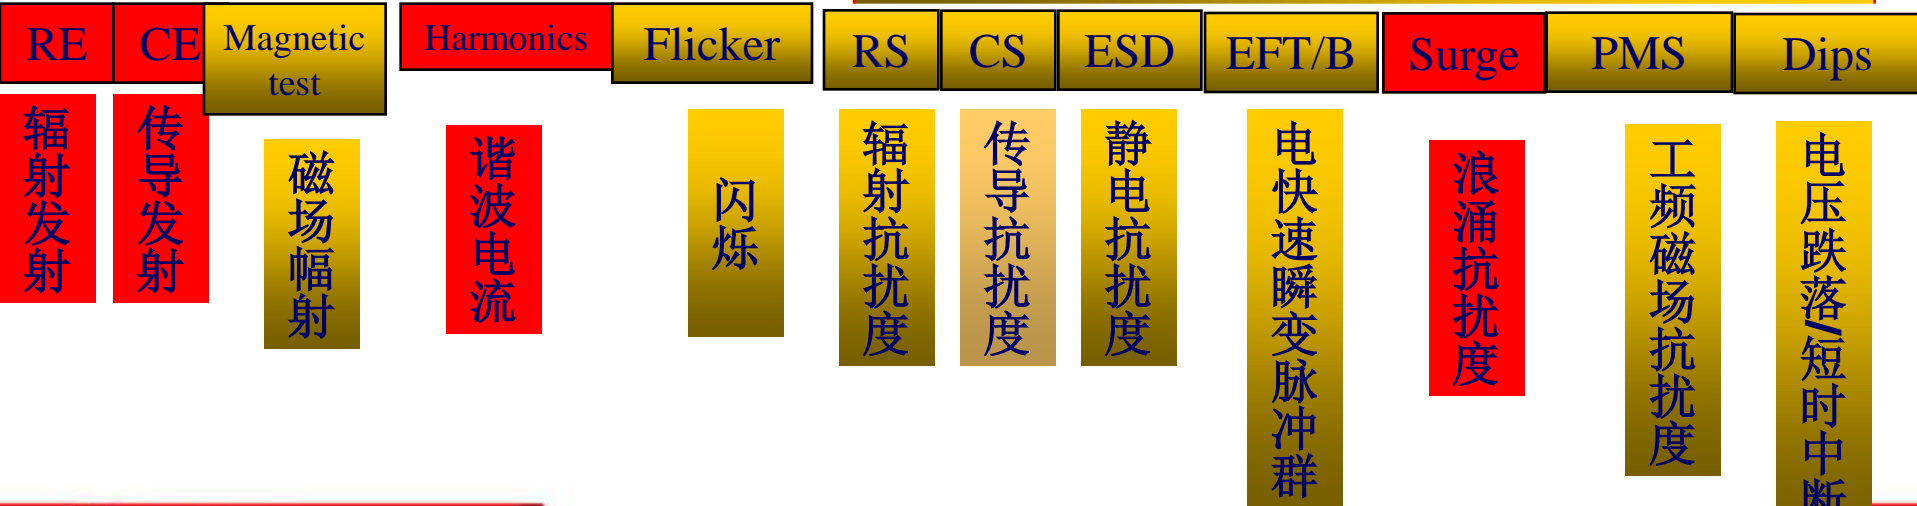 RE
CE
Magnetic
test
Harmonics
Flicker
RS
CS
ESD
EFT/B
Surge
PMS
Dips
辐射发射
传导发射
磁场幅射
谐波电流
闪烁
辐射抗扰度
传导抗扰度
静电抗扰度
电快速瞬变脉冲群
浪涌抗扰度
工频磁场抗扰度
电压跌落/短时中断